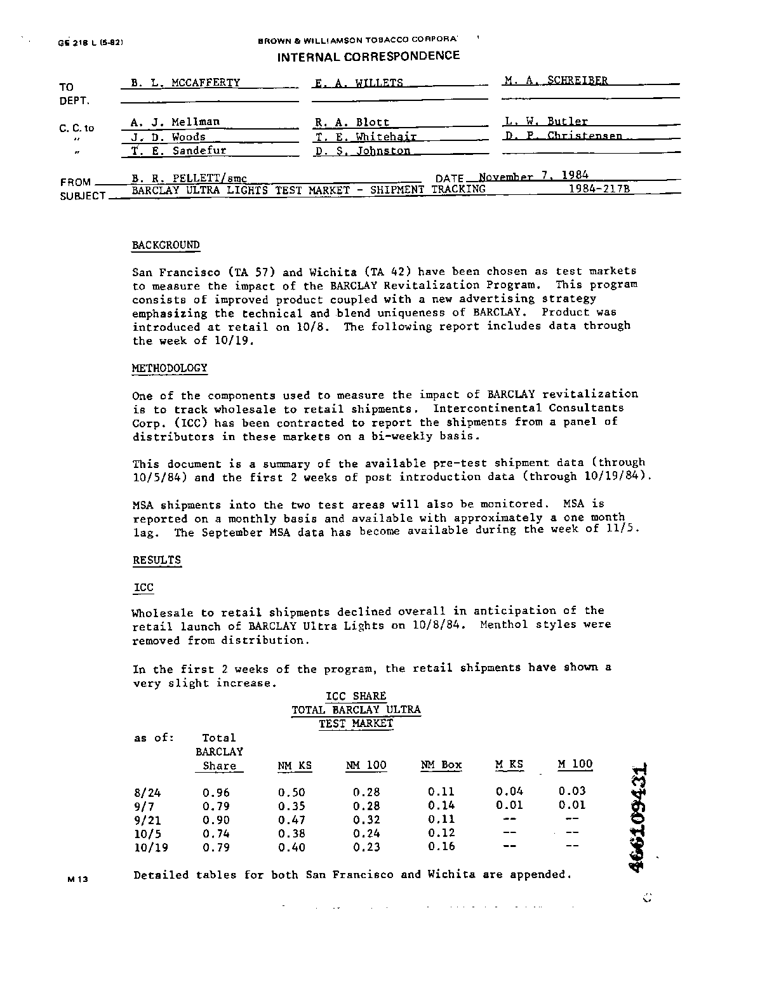 GE 218 L (5-82)
BROWN & WILLIAMSON TOBACCO CORPORA
INTERNAL CORRESPONDENCE
TO B. L. MCCAFFERTY E. A. WILLETS M. A. SCHREIBER
DEPT.
C. C. to A. J. Mellman R. A. Blott L. W. Butler
" J. D. Woods T. E. Whitehair D. P. Christensen
" T. E. Sandefur D. S. Johnston
FROM B. R. PELLETT/smc DATE November 7, 1984
SUBJECT BARCLAY ULTRA LIGHTS TEST MARKET - SHIPMENT TRACKING 1984-217B
BACKGROUND
San Francisco (TA 57) and Wichita (TA 42) have been chosen as test markets
to measure the impact of the BARCLAY Revitalization Program. This program
consists of improved product coupled with a new advertising strategy
emphasizing the technical and blend uniqueness of BARCLAY. Product was
introduced at retail on 10/8. The following report includes data through
the week of 10/19.
METHODOLOGY
One of the components used to measure the impact of BARCLAY revitalization
is to track wholesale to retail shipments. Intercontinental Consultants
Corp. (ICC) has been contracted to report the shipments from a panel of
distributors in these markets on a bi-weekly basis.
This document is a summary of the available pre-test shipment data (through
10/5/84) and the first 2 weeks of post introduction data (through 10/19/84).
MSA shipments into the two test areas will also be monitored. MSA is
reported on a monthly basis and available with approximately a one month
lag. The September MSA data has become available during the week of 11/5.
RESULTS
ICC
Wholesale to retail shipments declined overall in anticipation of the
retail launch of BARCLAY Ultra Lights on 10/8/84. Menthol styles were
removed from distribution.
In the first 2 weeks of the program, the retail shipments have shown a
very slight increase.
ICC SHARE
TOTAL BARCLAY ULTRA
TEST MARKET
as of: Total
BARCLAY
Share NM KS NM 100 NM Box M KS M 100
8/24 0.96 0.50 0.28 0.11 0.04 0.03
9/7 0.79 0.35 0.28 0.14 0.01 0.01
9/21 0.90 0.47 0.32 0.11 -- --
10/5 0.74 0.38 0.24 0.12 -- --
10/19 0.79 0.40 0.23 0.16 -- --
Detailed tables for both San Francisco and Wichita are appended.
M 13
466109431